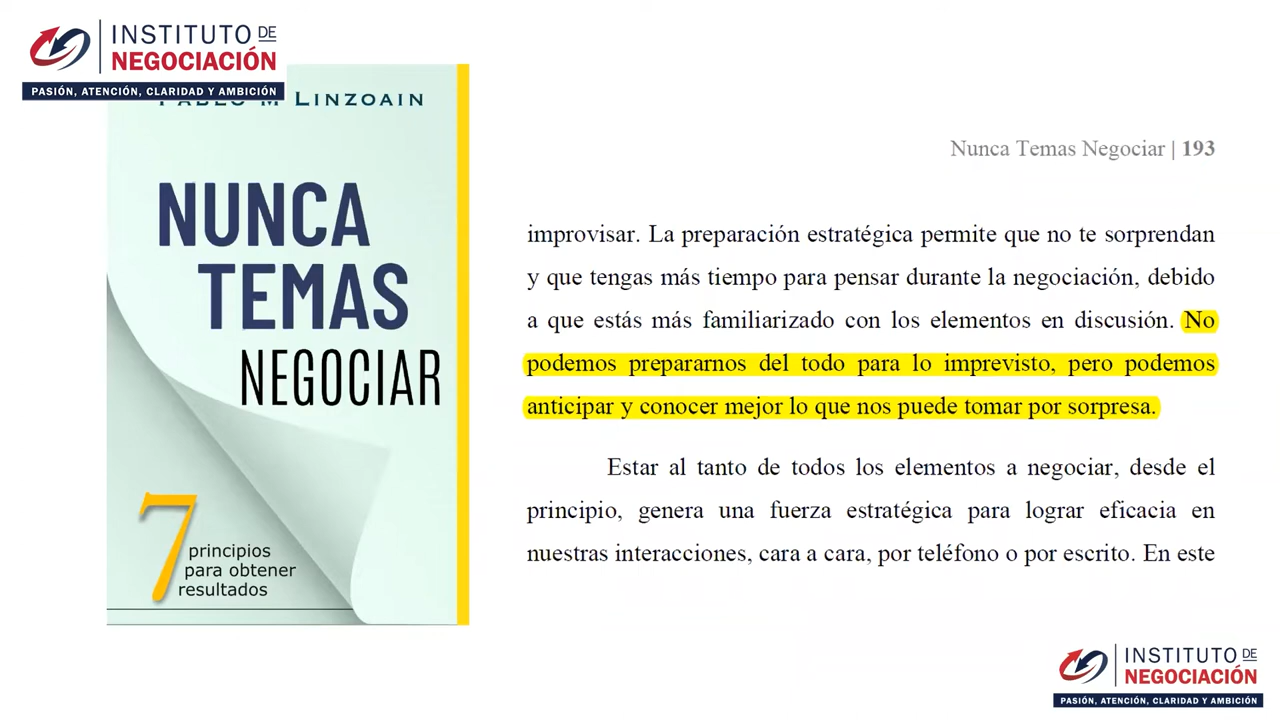 INSTITUTO DE
NEGOCIACIÓN
PASIÓN, ATENCIÓN, CLARIDAD Y AMBICIÓN
PABLO M LINZOAIN
NUNCA
TEMAS
NEGOCIAR
7
principios
para obtener
resultados
Nunca Temas Negociar | 193
improvisar. La preparación estratégica permite que no te sorprendan
y que tengas más tiempo para pensar durante la negociación, debido
a que estás más familiarizado con los elementos en discusión. No
podemos prepararnos del todo para lo imprevisto, pero podemos
anticipar y conocer mejor lo que nos puede tomar por sorpresa.
Estar al tanto de todos los elementos a negociar, desde el
principio, genera una fuerza estratégica para lograr eficacia en
nuestras interacciones, cara a cara, por teléfono o por escrito. En este
INSTITUTO DE
NEGOCIACIÓN
PASIÓN, ATENCIÓN, CLARIDAD Y AMBICIÓN